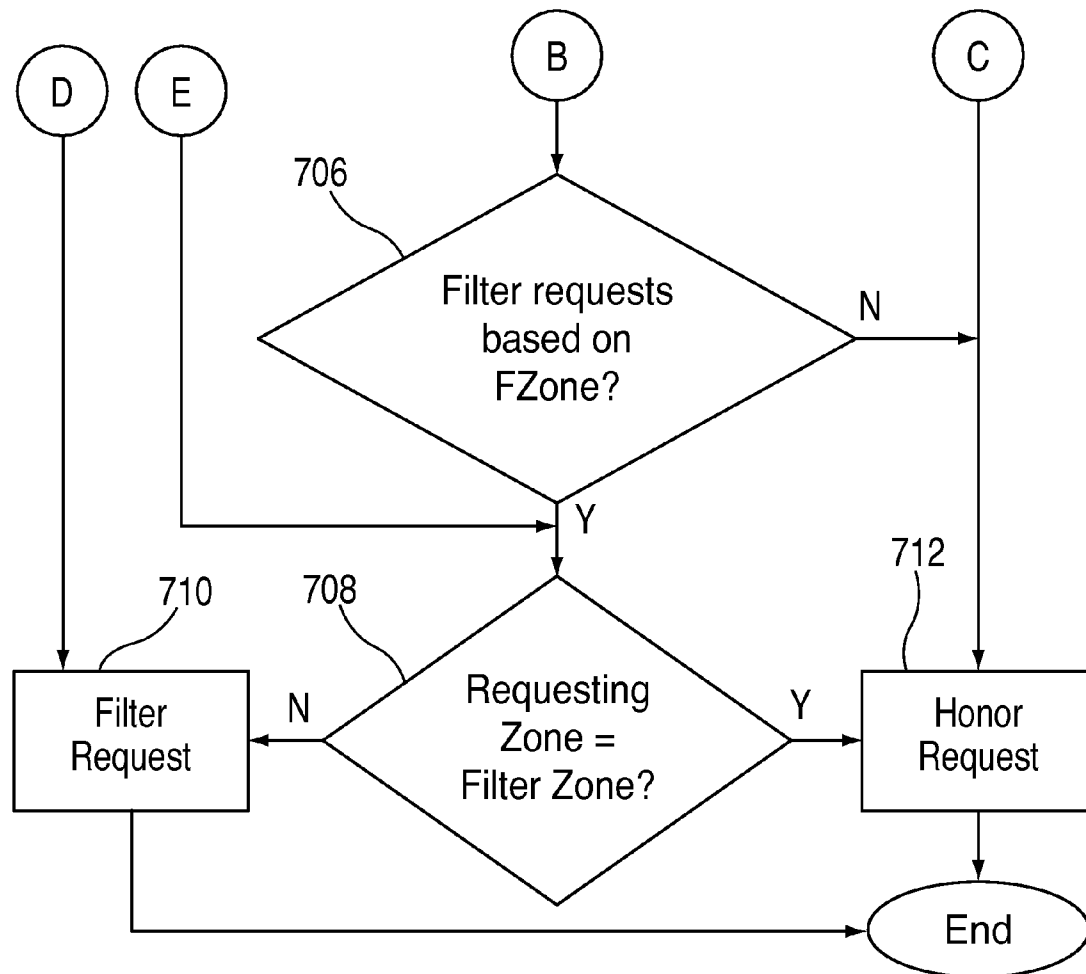 D
E
B
C
706
Filter requests
based on
FZone?
N
Y
710
708
712
Filter
Request
N
Requesting
Zone =
Filter Zone?
Y
Honor
Request
End